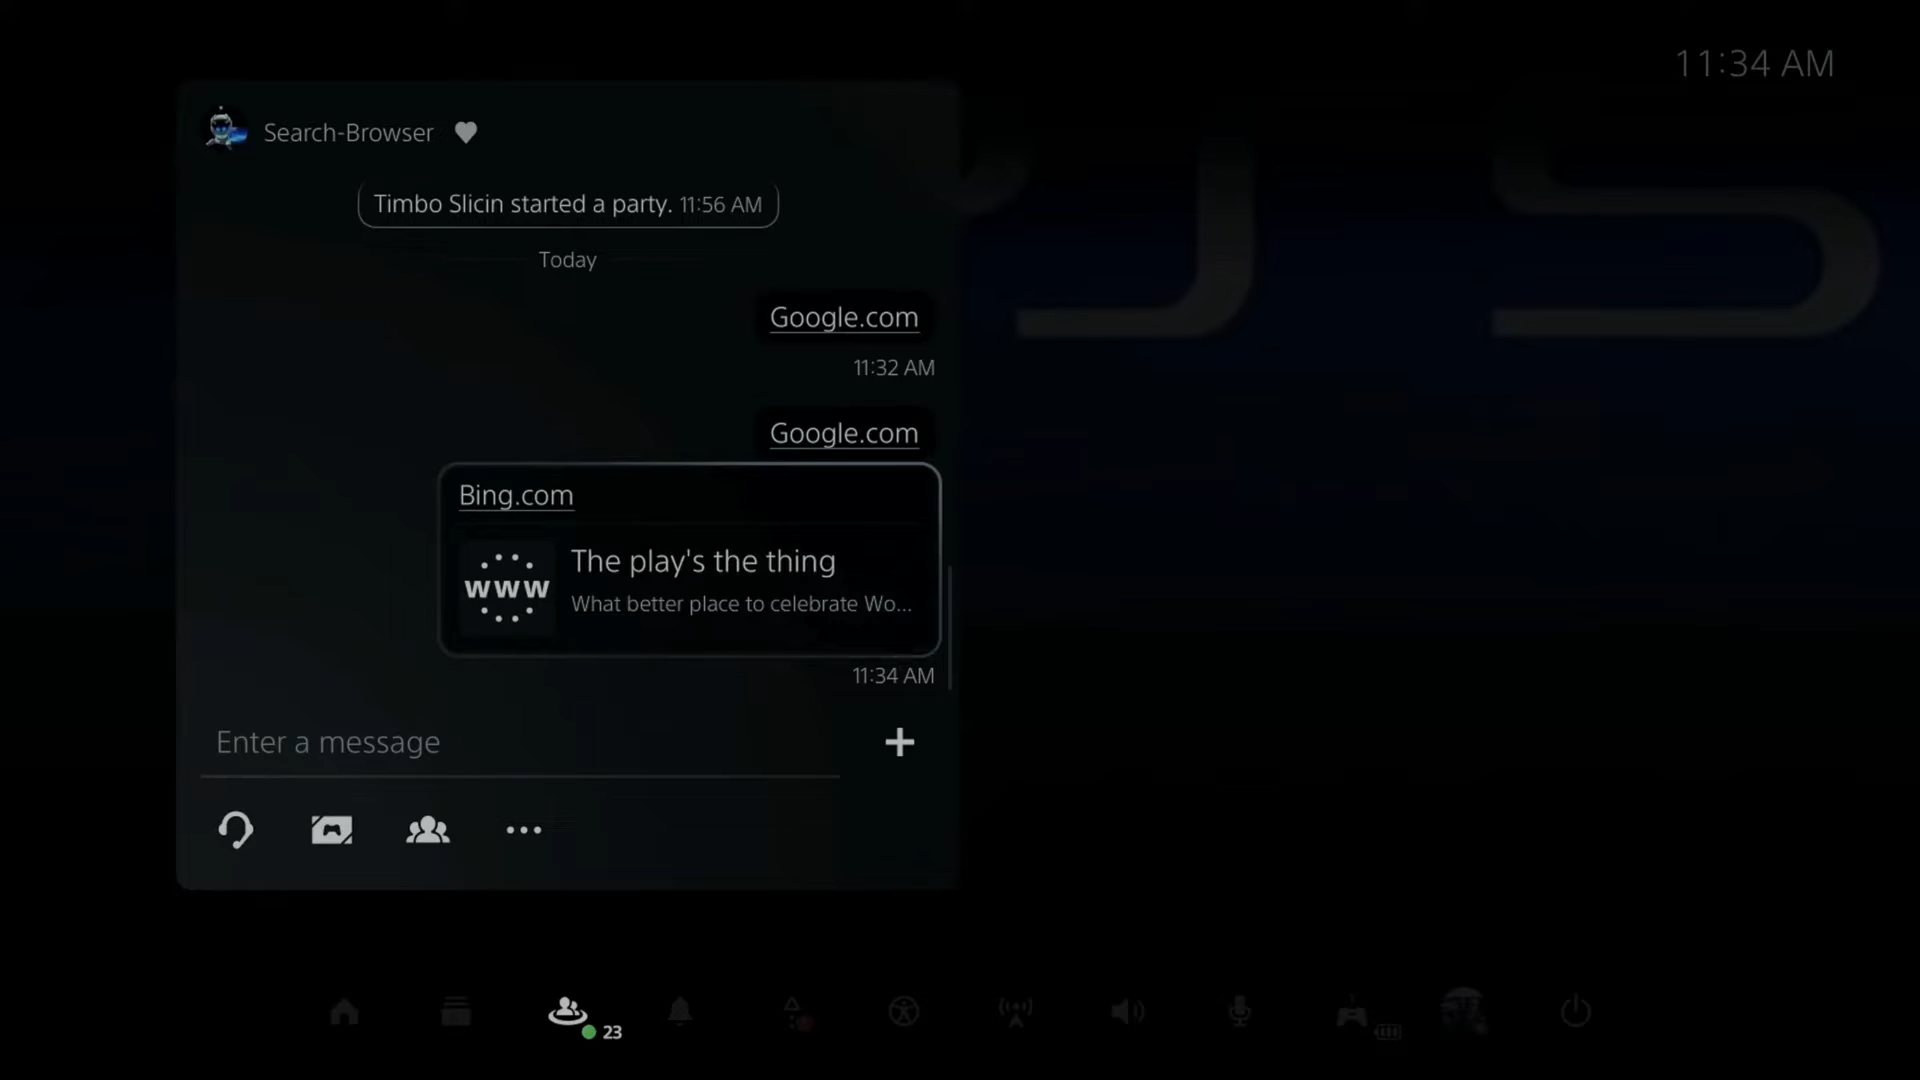 11:34 AM
Search-Browser
Timbo Slicin started a party. 11:56 AM
Today
Google.com
11:32 AM
Google.com
Bing.com
www
The play's the thing
What better place to celebrate Wo...
11:34 AM
Enter a message
23